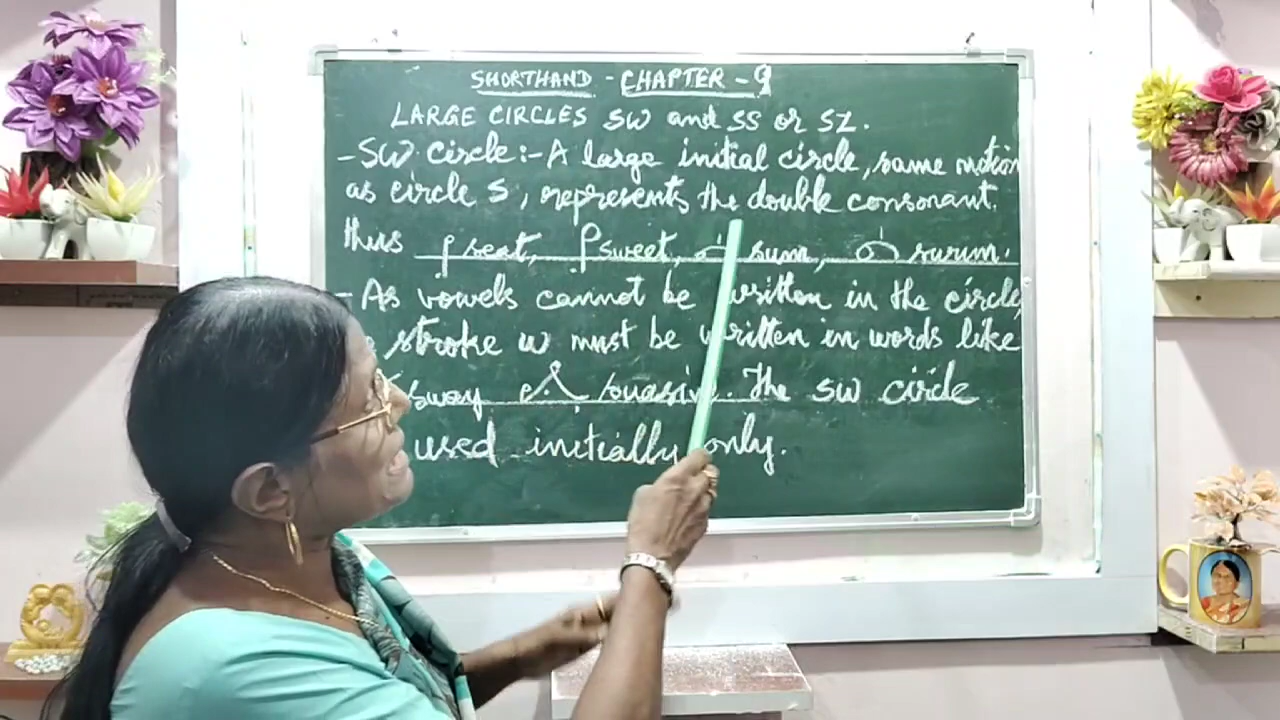 SHORTHAND - CHAPTER - 9
LARGE CIRCLES SW and SS or SZ.
- SW circle:- A large initial circle, same motion
as circle S, represents the double consonant.
thus seat, sweet, sum,
- As vowels cannot be written in the circle,
stroke w must be written in words like
sway suasive. The SW circle
used initially only.